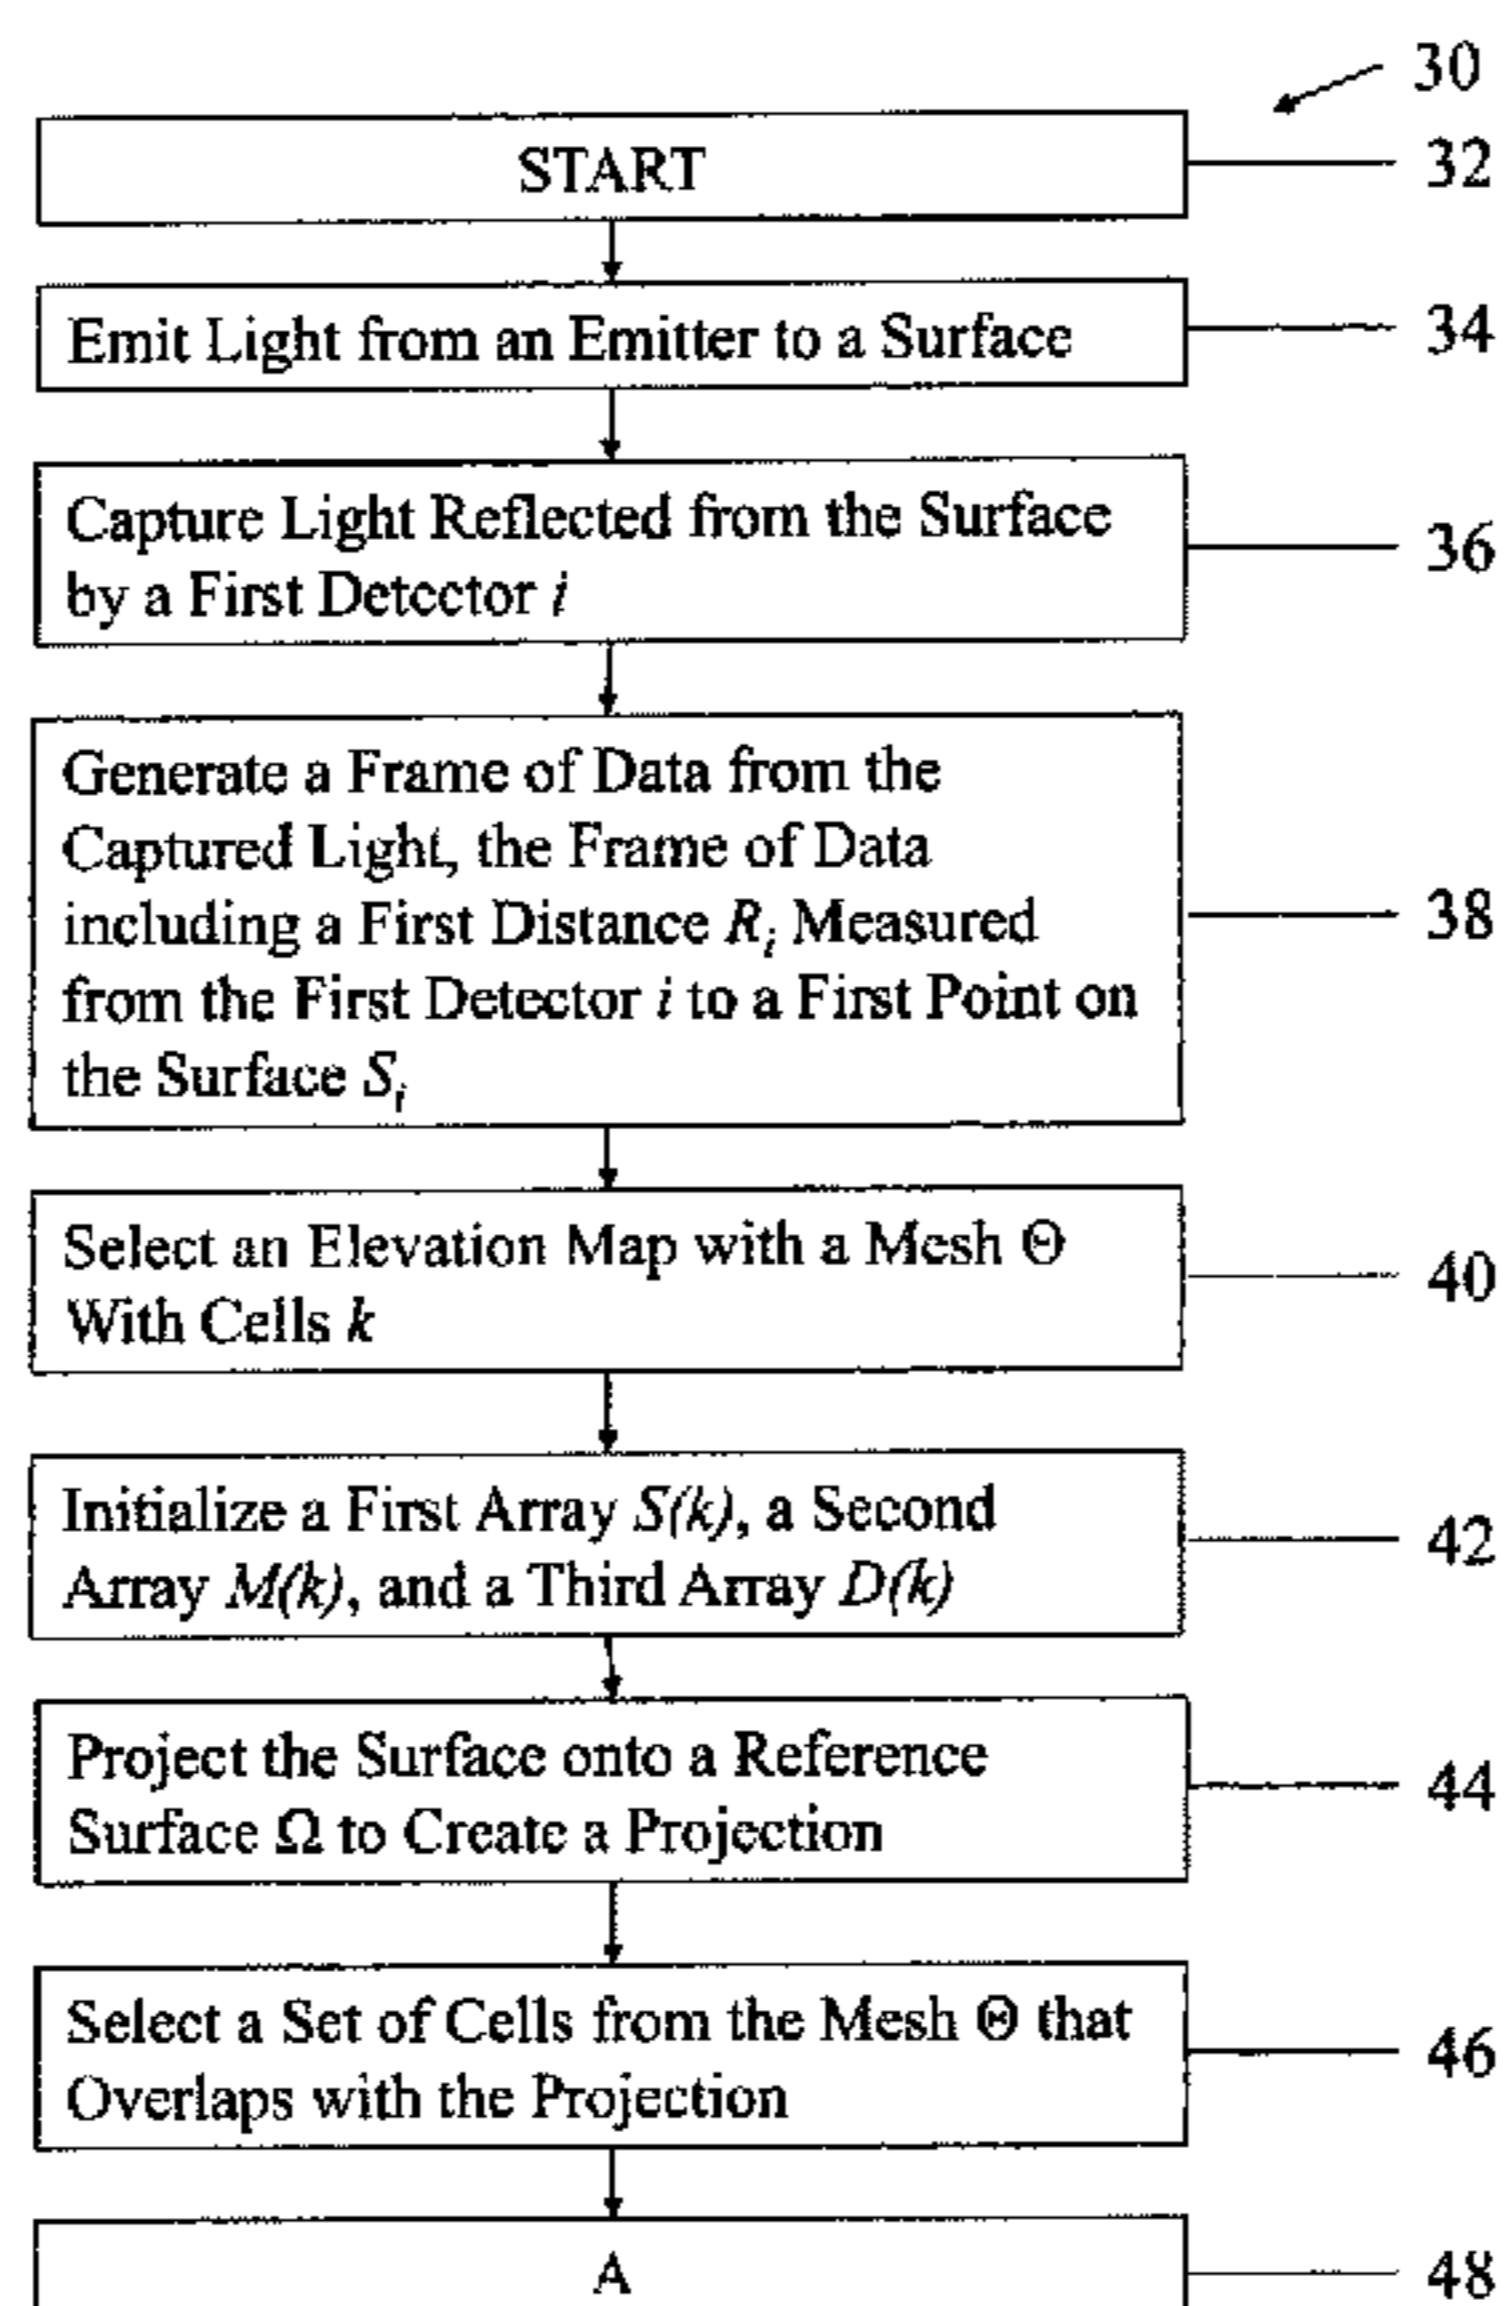 30
START
32
Emit Light from an Emitter to a Surface
34
Capture Light Reflected from the Surface
by a First Detector i
36
Generate a Frame of Data from the
Captured Light, the Frame of Data
including a First Distance Rᵢ Measured
from the First Detector i to a First Point on
the Surface Sᵢ
38
Select an Elevation Map with a Mesh Θ
With Cells k
40
Initialize a First Array S(k), a Second
Array M(k), and a Third Array D(k)
42
Project the Surface onto a Reference
Surface Ω to Create a Projection
44
Select a Set of Cells from the Mesh Θ that
Overlaps with the Projection
46
A
48